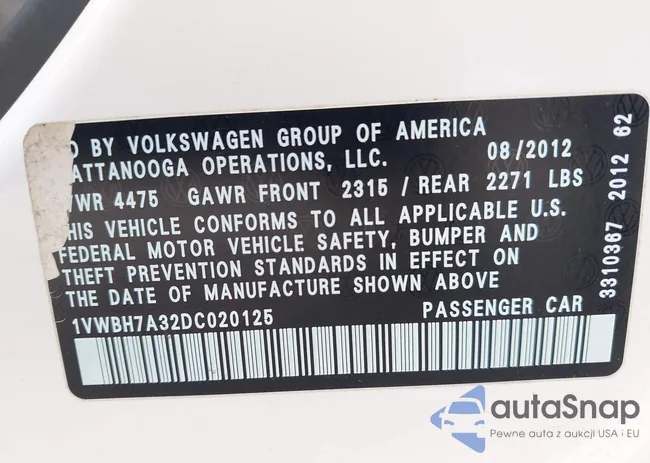 D BY VOLKSWAGEN GROUP OF AMERICA
ATTANOOGA OPERATIONS, LLC. 08/2012
VWR 4475 GAWR FRONT 2315 / REAR 2271 LBS
THIS VEHICLE CONFORMS TO ALL APPLICABLE U.S.
FEDERAL MOTOR VEHICLE SAFETY, BUMPER AND
THEFT PREVENTION STANDARDS IN EFFECT ON
THE DATE OF MANUFACTURE SHOWN ABOVE
1VWBH7A32DC020125 PASSENGER CAR
3310367 2012 62
autaSnap
Pewne auta z aukcji USA i EU